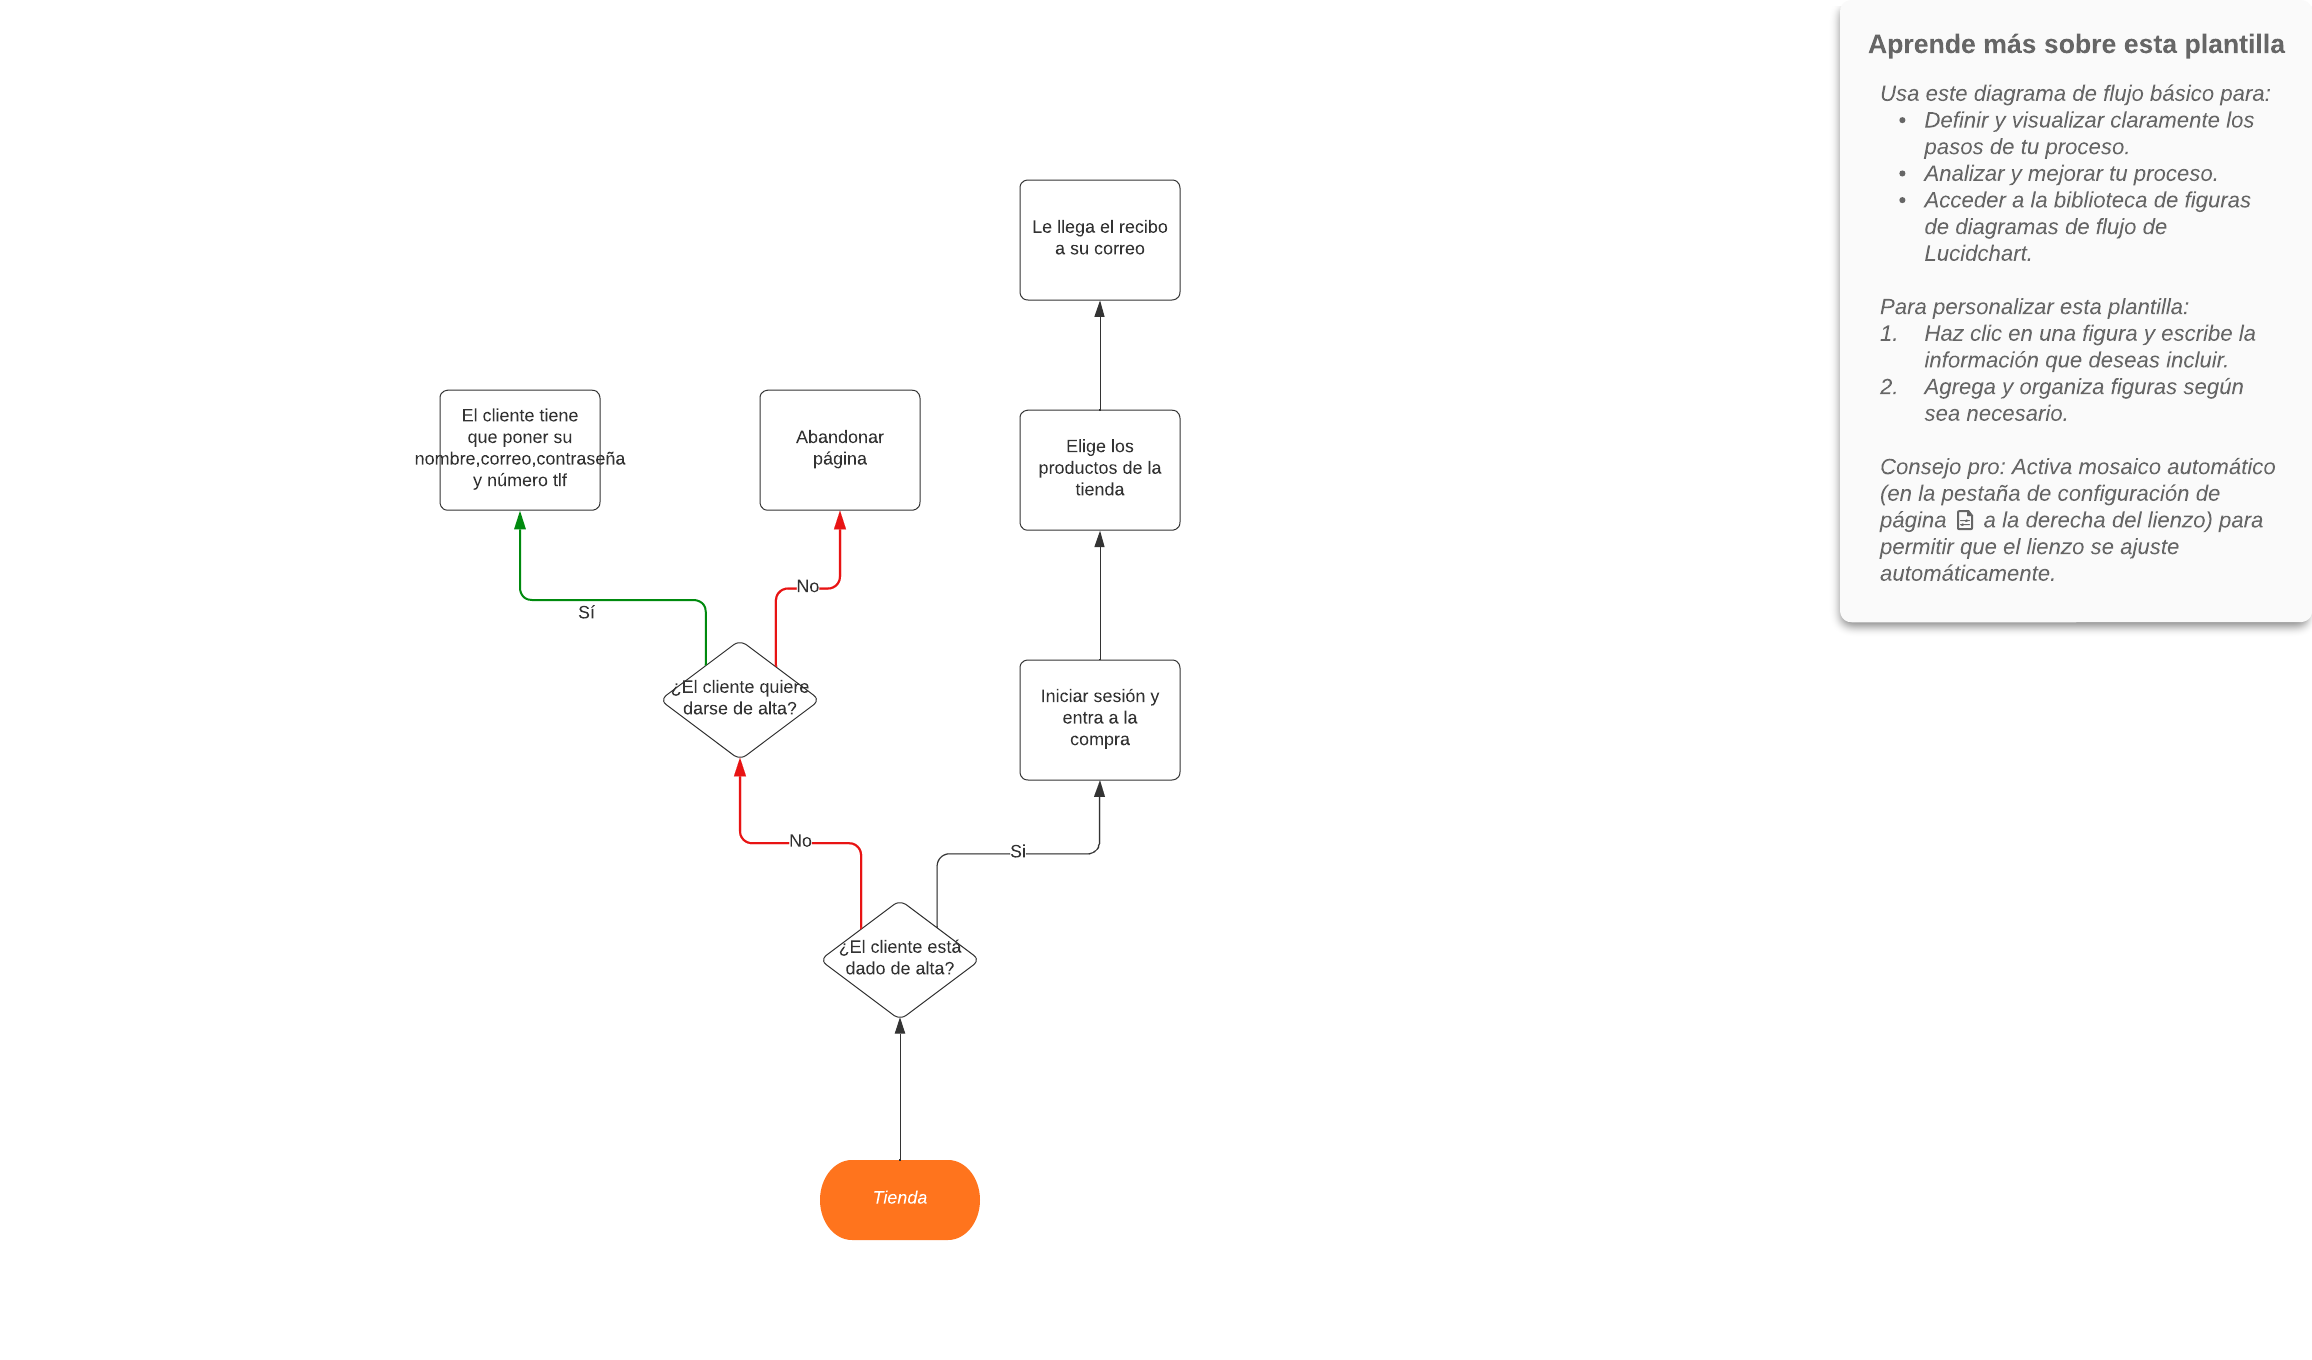 Aprende más sobre esta plantilla
Usa este diagrama de flujo básico para:
• Definir y visualizar claramente los
pasos de tu proceso.
• Analizar y mejorar tu proceso.
• Acceder a la biblioteca de figuras
de diagramas de flujo de
Lucidchart.
Para personalizar esta plantilla:
1. Haz clic en una figura y escribe la
información que deseas incluir.
2. Agrega y organiza figuras según
sea necesario.
Consejo pro: Activa mosaico automático
(en la pestaña de configuración de
página a la derecha del lienzo) para
permitir que el lienzo se ajuste
automáticamente.
Le llega el recibo
a su correo
El cliente tiene
que poner su
nombre,correo,contraseña
y número tlf
Abandonar
página
Elige los
productos de la
tienda
No
Sí
¿El cliente quiere
darse de alta?
Iniciar sesión y
entra a la
compra
No
Si
¿El cliente está
dado de alta?
Tienda